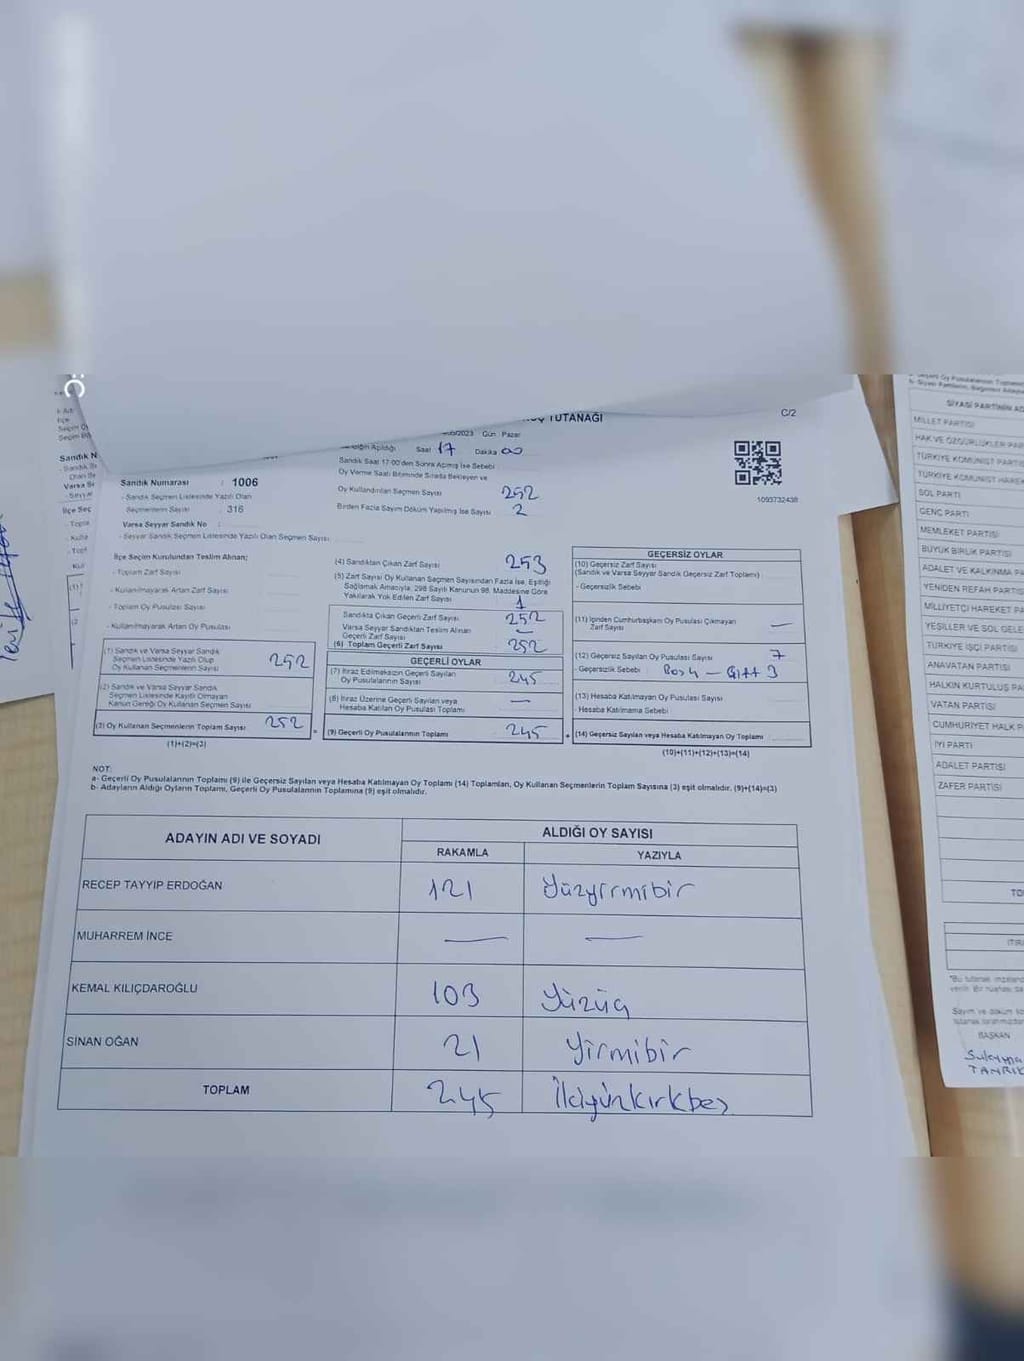 TUTANAĞI
C/2
2023 Gün Pazar
Açıldığı Saat 17 Dakika 00
Sandık Saat 17:00'den Sonra Açılmış İse Sebebi
Oy Verme Saati Bitiminde Sırada Bekleyen ve
Oy Kullandırılan Seçmen Sayısı 252
Birden Fazla Sayım Döküm Yapılmış İse Sayısı 2
1093732438
Sandık Numarası : 1006
- Sandık Seçmen Listesinde Yazılı Olan
Seçmenlerin Sayısı : 316
Varsa Seyyar Sandık No :
- Seyyar Sandık Seçmen Listesinde Yazılı Olan Seçmen Sayısı
İlçe Seçim Kurulundan Teslim Alınan;
- Toplam Zarf Sayısı
- Kullanılmayarak Artan Zarf Sayısı
- Toplam Oy Pusulası Sayısı
- Kullanılmayarak Artan Oy Pusulası
(1) Sandık ve Varsa Seyyar Sandık
Seçmen Listesinde Yazılı Olup
Oy Kullanan Seçmenlerin Sayısı 252
(2) Sandık ve Varsa Seyyar Sandık
Seçmen Listesinde Kayıtlı Olmayan
Kanun Gereği Oy Kullanan Seçmen Sayısı
(3) Oy Kullanan Seçmenlerin Toplam Sayısı 252
(1)+(2)=(3)
(4) Sandıktan Çıkan Zarf Sayısı 253
(5) Zarf Sayısı Oy Kullanan Seçmen Sayısından Fazla İse, Eşitliği
Sağlamak Amacıyla, 298 Sayılı Kanunun 98. Maddesine Göre
Yakılarak Yok Edilen Zarf Sayısı 1
Sandıkta Çıkan Geçerli Zarf Sayısı 252
Varsa Seyyar Sandıktan Teslim Alınan
Geçerli Zarf Sayısı —
(6) Toplam Geçerli Zarf Sayısı 252
GEÇERLİ OYLAR
(7) İtiraz Edilmeksizin Geçerli Sayılan
Oy Pusulalarının Sayısı 245
(8) İtiraz Üzerine Geçerli Sayılan veya
Hesaba Katılan Oy Pusulası Toplamı —
(9) Geçerli Oy Pusulalarının Toplamı 245
GEÇERSİZ OYLAR
(10) Geçersiz Zarf Sayısı
(Sandık ve Varsa Seyyar Sandık Geçersiz Zarf Toplamı)
- Geçersizlik Sebebi
(11) İçinden Cumhurbaşkanı Oy Pusulası Çıkmayan
Zarf Sayısı —
(12) Geçersiz Sayılan Oy Pusulası Sayısı 7
- Geçersizlik Sebebi Boş 4 – Çift 3
(13) Hesaba Katılmayan Oy Pusulası Sayısı
- Hesaba Katılmama Sebebi
(14) Geçersiz Sayılan veya Hesaba Katılmayan Oy Toplamı
(10)+(11)+(12)+(13)=(14)
NOT:
a- Geçerli Oy Pusulalarının Toplamı (9) ile Geçersiz Sayılan veya Hesaba Katılmayan Oy Toplamı (14) Toplamları, Oy Kullanan Seçmenlerin Toplam Sayısına (3) eşit olmalıdır. (9)+(14)=(3)
b- Adayların Aldığı Oyların Toplamı, Geçerli Oy Pusulalarının Toplamına (9) eşit olmalıdır.
ADAYIN ADI VE SOYADI
ALDIĞI OY SAYISI
RAKAMLA YAZIYLA
RECEP TAYYIP ERDOĞAN 121 Yüzyirmibir
MUHARREM İNCE — —
KEMAL KILIÇDAROĞLU 103 Yüzüç
SİNAN OĞAN 21 Yirmibir
TOPLAM 245 İkiyüzkırkbeş
SİYASİ PARTİNİN AD
MİLLET PARTİSİ
HAK VE ÖZGÜRLÜKLER PAR
TÜRKİYE KOMÜNİST PARTİS
TÜRKİYE KOMÜNİST HAREK
SOL PARTİ
GENÇ PARTİ
MEMLEKET PARTİSİ
BÜYÜK BİRLİK PARTİSİ
ADALET VE KALKINMA PA
YENİDEN REFAH PARTİS
MİLLİYETÇİ HAREKET PA
YEŞİLLER VE SOL GELE
TÜRKİYE İŞÇİ PARTİSİ
ANAVATAN PARTİSİ
HALKIN KURTULUŞ PA
VATAN PARTİSİ
CUMHURİYET HALK P
İYİ PARTİ
ADALET PARTİSİ
ZAFER PARTİSİ
TO
İTİR
BAŞKAN